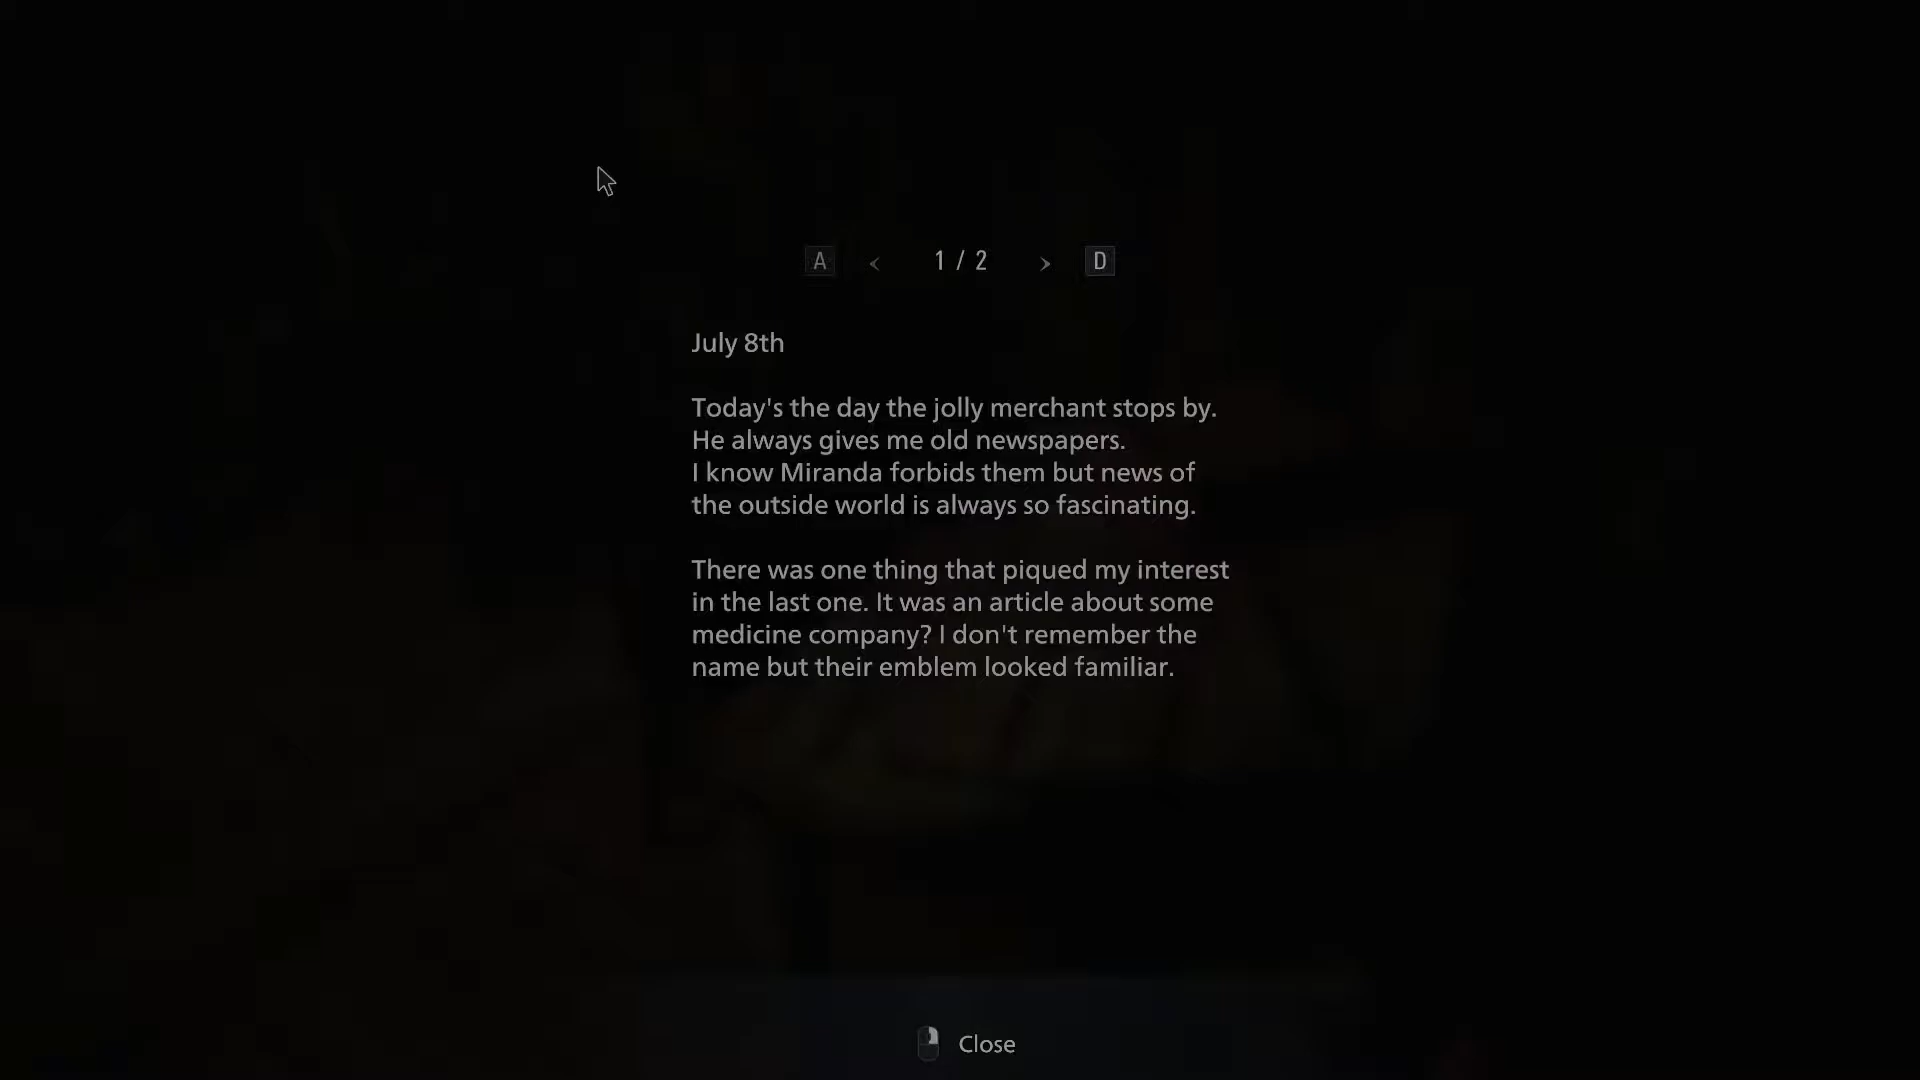 A < 1 / 2 > D
July 8th
Today's the day the jolly merchant stops by.
He always gives me old newspapers.
I know Miranda forbids them but news of
the outside world is always so fascinating.
There was one thing that piqued my interest
in the last one. It was an article about some
medicine company? I don't remember the
name but their emblem looked familiar.
Close